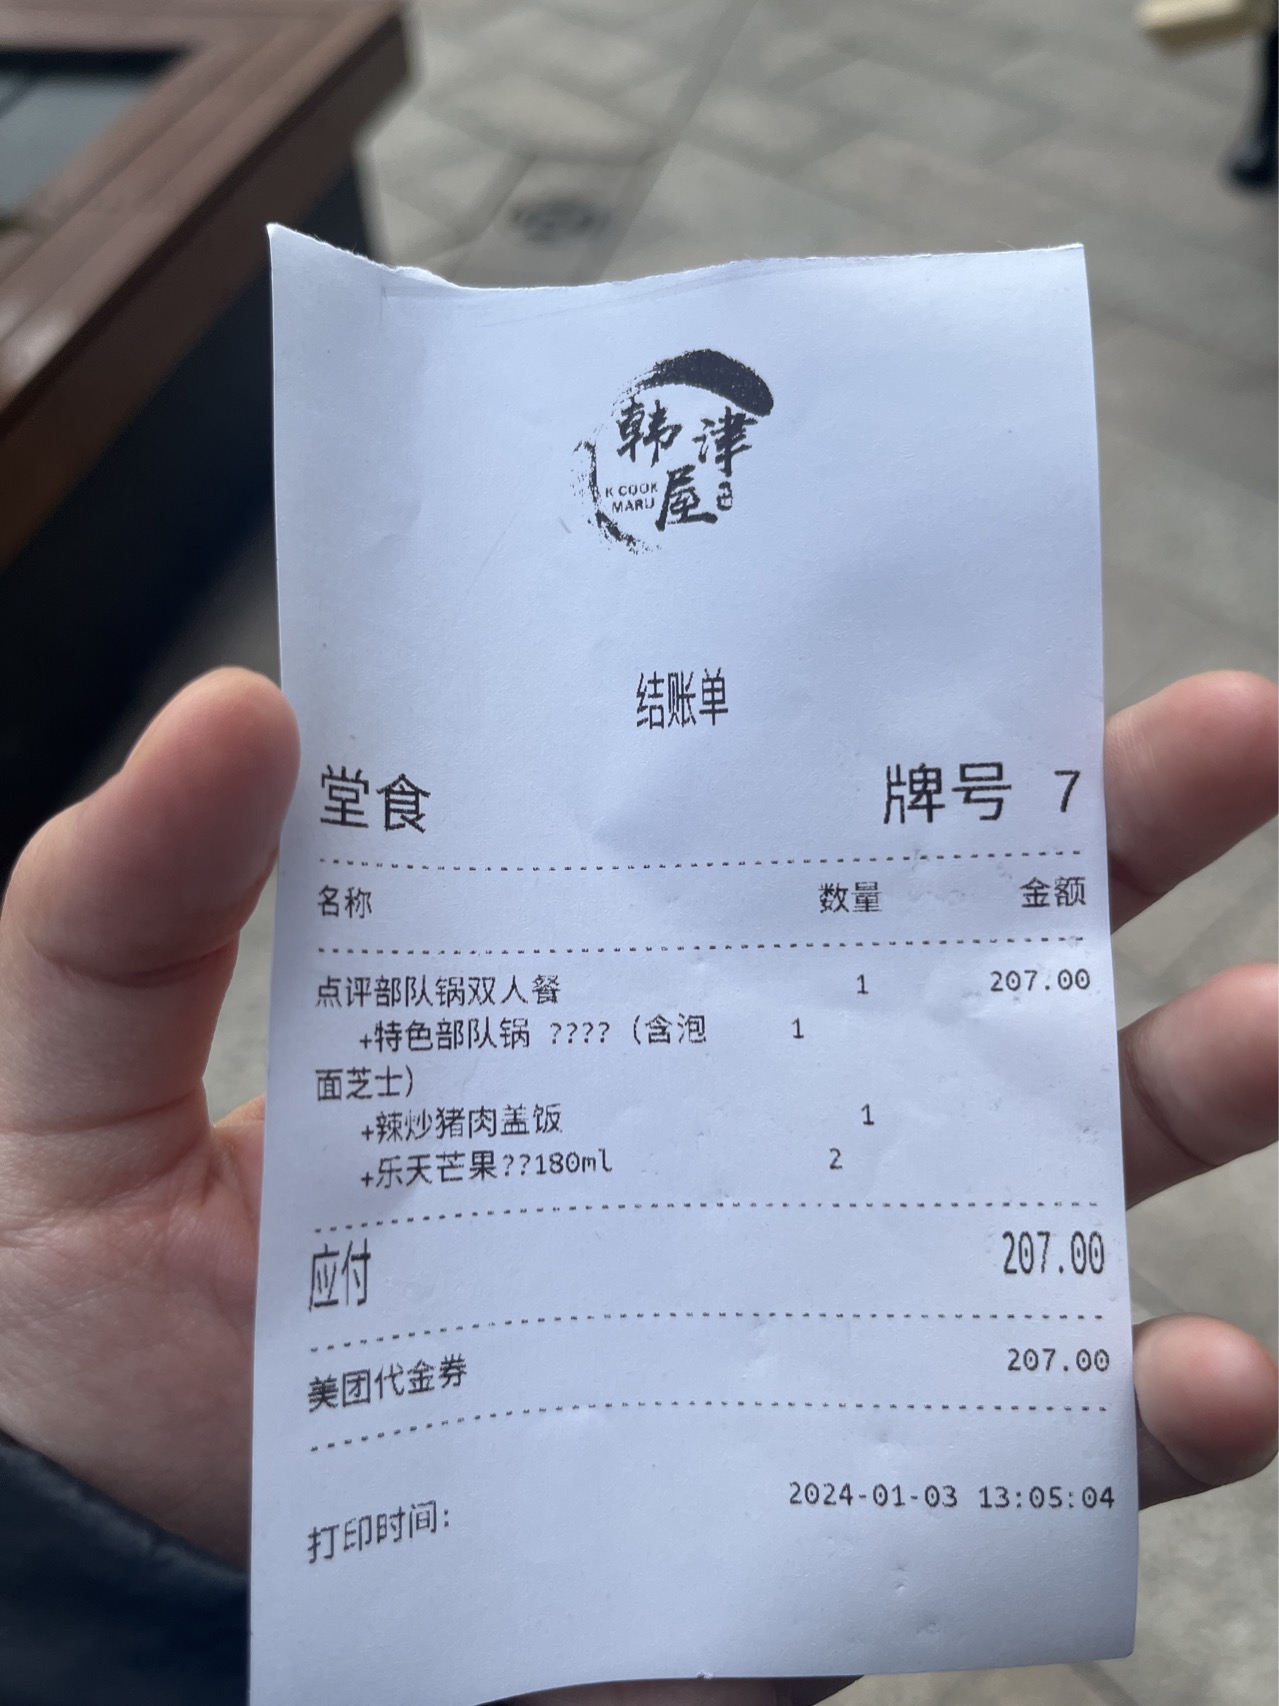 韩津
K COOK
MARU
屋
结账单
堂食 牌号 7
名称 数量 金额
点评部队锅双人餐 1 207.00
+特色部队锅 ????（含泡 1
面芝士）
+辣炒猪肉盖饭 1
+乐天芒果??180ml 2
应付 207.00
美团代金券 207.00
打印时间: 2024-01-03 13:05:04